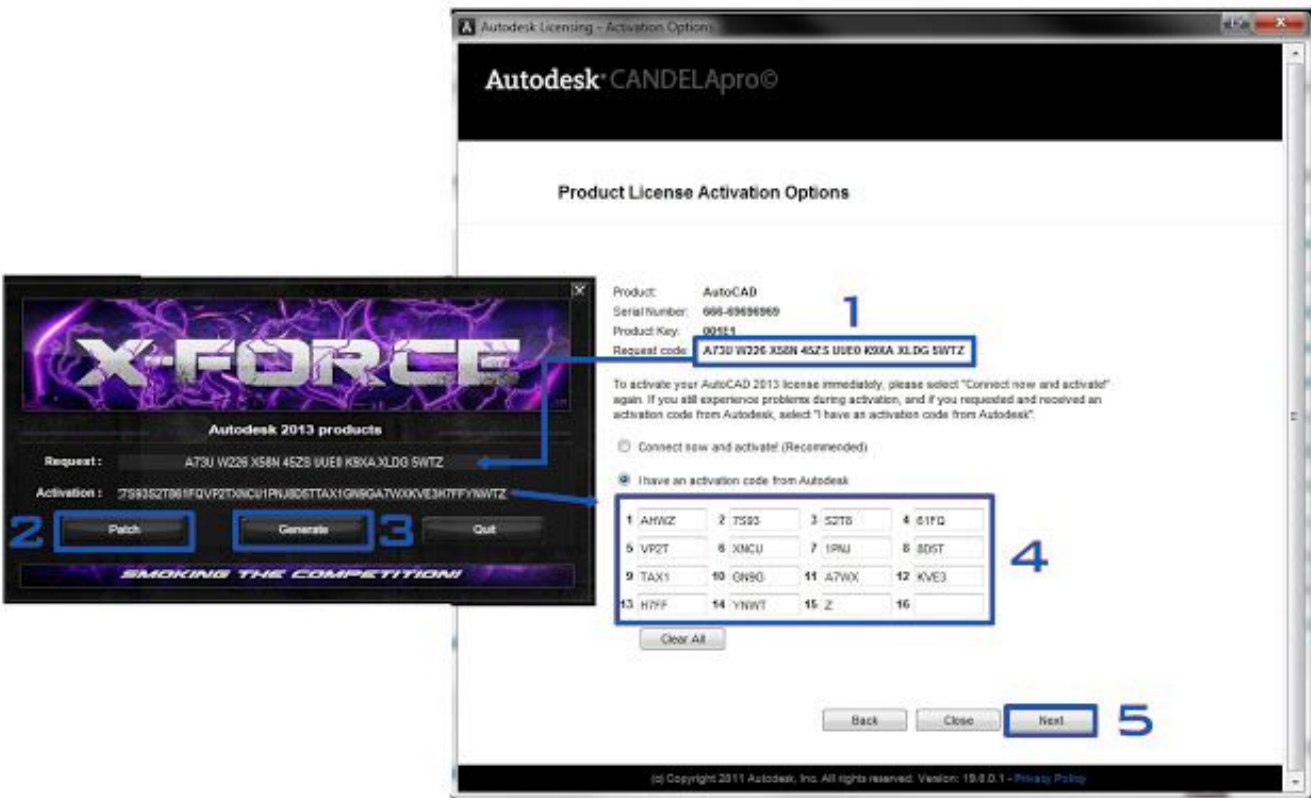 Autodesk Licensing - Activation Options
Autodesk CANDELApro©
Product License Activation Options
Product: AutoCAD
Serial Number: 666-69696969
Product Key: 001E1
Request code: W226 X58N 45ZS UUE0 K9XA XLDG 5WTZ
1
To activate your AutoCAD 2013 license immediately, please select "Connect now and activate!"
again. If you still experience problems during activation, and if you requested and received an
activation code from Autodesk, select "I have an activation code from Autodesk".
Connect now and activate! (Recommended)
I have an activation code from Autodesk
1 AHWZ 2 7S93 3 S2T8 4 61FQ
5 VP2T 6 XNCU 7 1PNJ 8 8D5T
9 TAX1 10 GN9G 11 A7WX 12 KVE3
13 H7FF 14 YNWT 15 Z 16
4
Clear All
Back Close Next
5
(c) Copyright 2011 Autodesk, Inc. All rights reserved. Version: - Privacy Policy
X-FORCE
Autodesk 2013 products
Request : W226 X58N 45ZS UUE0 K9XA XLDG 5WTZ
Activation :
2 Patch Generate 3 Quit
SMOKING THE COMPETITION!